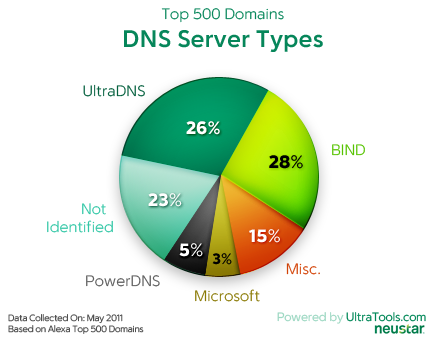 Top 500 Domains
DNS Server Types
UltraDNS
26%
28%
BIND
23%
Not
Identified
5%
3%
15%
PowerDNS
Microsoft
Misc.
Data Collected On: May 2011
Based on Alexa Top 500 Domains
Powered by UltraTools.com
neustar.